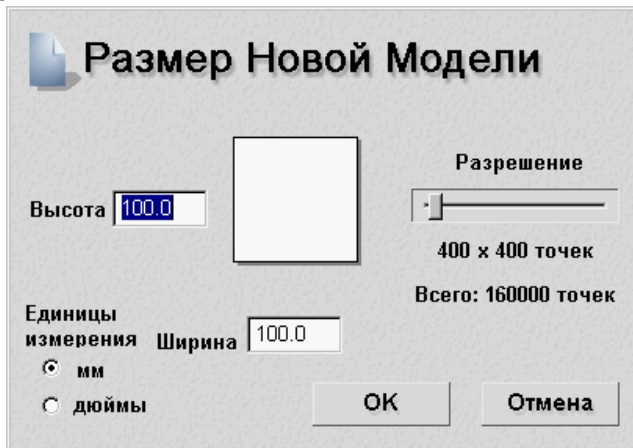 Размер Новой Модели
Разрешение
Высота 100.0
400 x 400 точек
Всего: 160000 точек
Единицы
измерения
Ширина 100.0
мм
дюймы
OK
Отмена